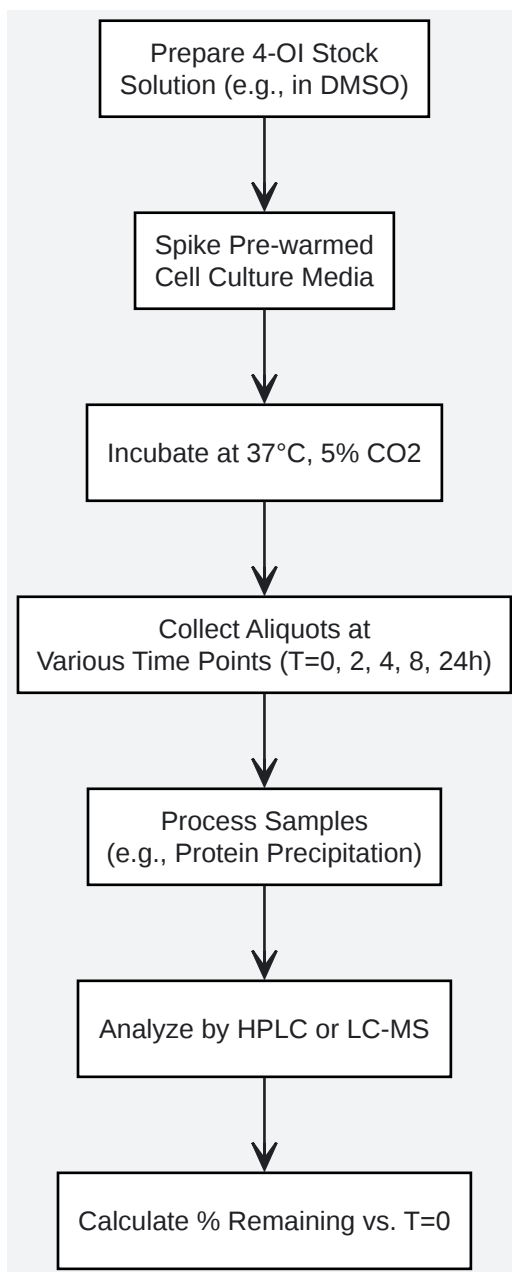 Prepare 4-OI Stock
Solution (e.g., in DMSO)
Spike Pre-warmed
Cell Culture Media
Incubate at 37°C, 5% CO2
Collect Aliquots at
Various Time Points (T=0, 2, 4, 8, 24h)
Process Samples
(e.g., Protein Precipitation)
Analyze by HPLC or LC-MS
Calculate % Remaining vs. T=0